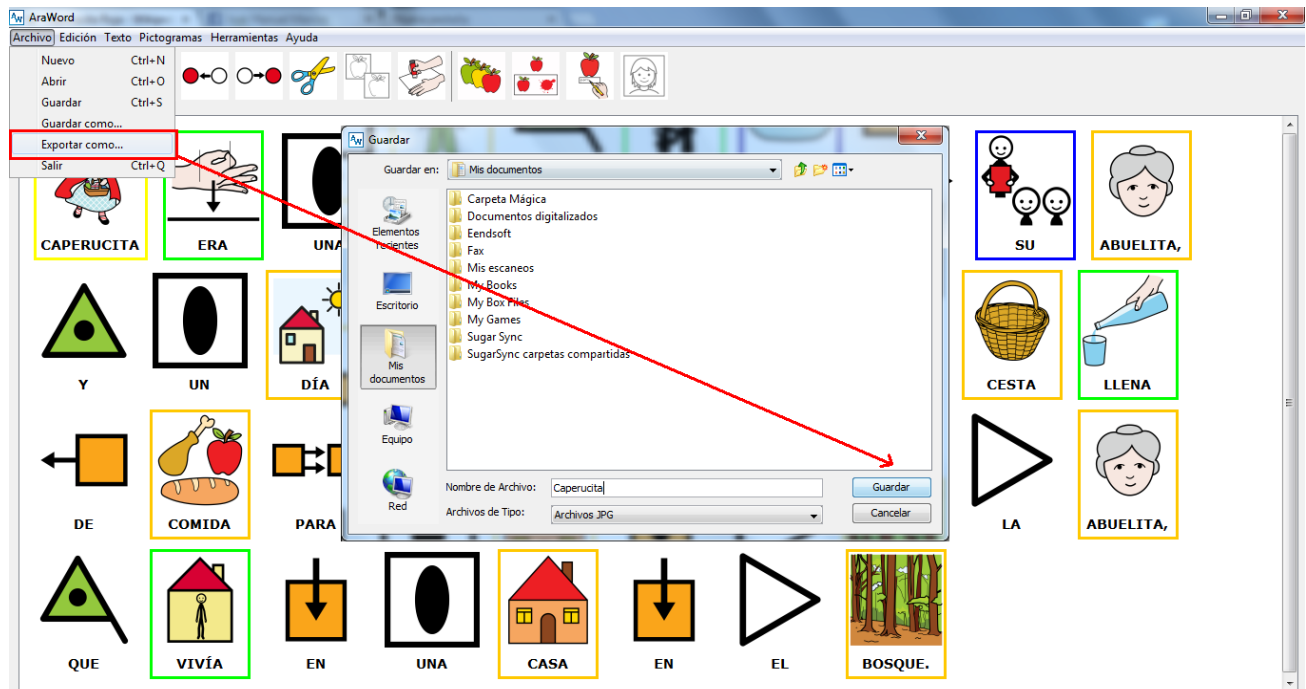 AraWord
Archivo Edición Texto Pictogramas Herramientas Ayuda
Nuevo Ctrl+N
Abrir Ctrl+O
Guardar Ctrl+S
Guardar como...
Exportar como...
Salir Ctrl+Q
CAPERUCITA ERA UNA SU ABUELITA,
Guardar
Guardar en: Mis documentos
Elementos recientes
Escritorio
Mis documentos
Equipo
Red
Carpeta Mágica
Documentos digitalizados
Eendsoft
Fax
Mis escaneos
My Books
My Box Files
My Games
Sugar Sync
SugarSync carpetas compartidas
Nombre de Archivo: Caperucita Guardar
Archivos de Tipo: Archivos JPG Cancelar
Y UN DÍA CESTA LLENA
DE COMIDA PARA LA ABUELITA,
QUE VIVÍA EN UNA CASA EN EL BOSQUE.